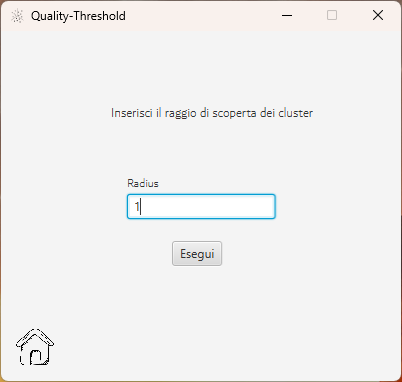 Quality-Threshold
Inserisci il raggio di scoperta dei cluster
Radius
1
Esegui